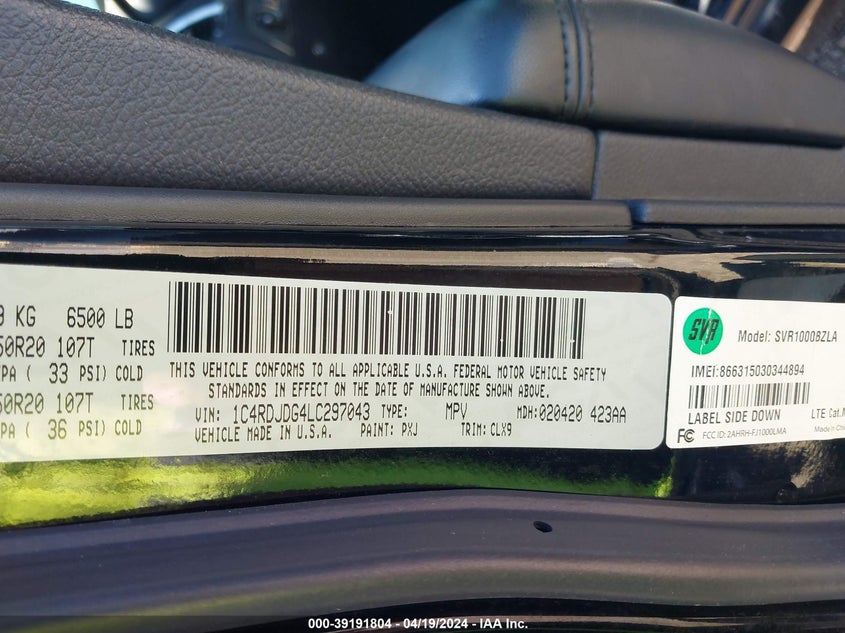 KG 6500 LB
50R20 107T TIRES
PA ( 33 PSI) COLD
50R20 107T TIRES
PA ( 36 PSI) COLD
THIS VEHICLE CONFORMS TO ALL APPLICABLE U.S.A. FEDERAL MOTOR VEHICLE SAFETY
STANDARDS IN EFFECT ON THE DATE OF MANUFACTURE SHOWN ABOVE.
VIN: 1C4RDJDG4LC297043 TYPE: MPV MDH: 020420 423AA
VEHICLE MADE IN U.S.A. PAINT: PXJ TRIM: CLX9
SVR
Model: SVR1000BZLA
IMEI:866315030344894
LABEL SIDE DOWN LTE Cat.M
FC FCC ID: 2AHRH-FJ1000LMA Made in Chin
000-39191804 - 04/19/2024 - IAA Inc.